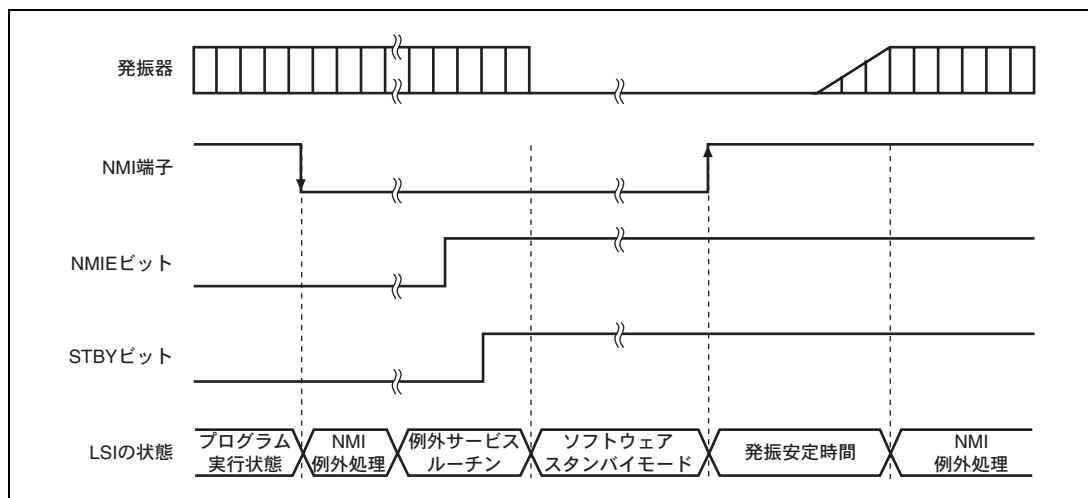 発振器
NMI端子
NMIEビット
STBYビット
LSIの状態
プログラム
実行状態
NMI
例外処理
例外サービス
ルーチン
ソフトウェア
スタンバイモード
発振安定時間
NMI
例外処理